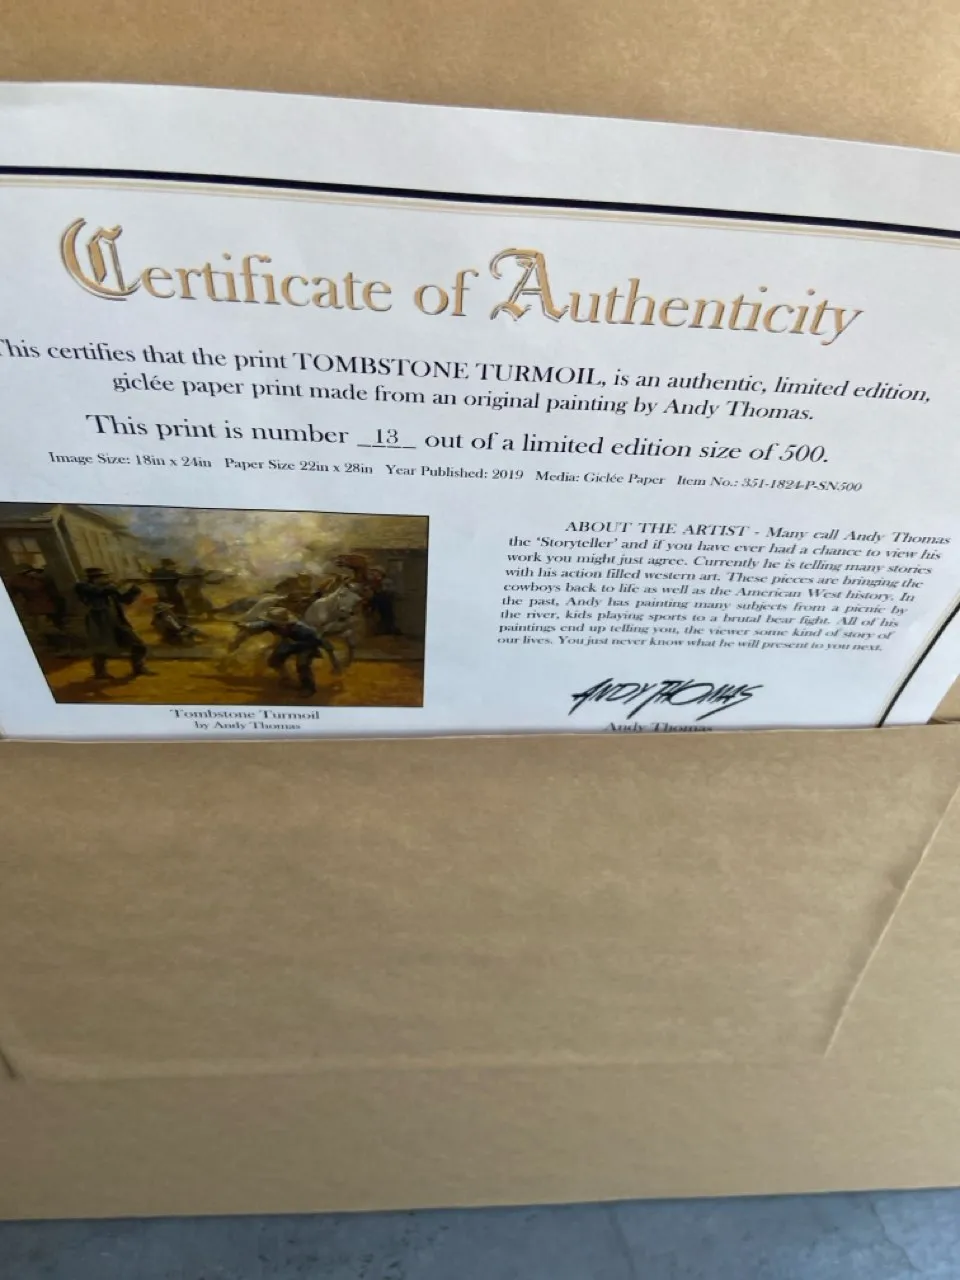 Certificate of Authenticity
This certifies that the print TOMBSTONE TURMOIL, is an authentic, limited edition,
giclée paper print made from an original painting by Andy Thomas.
This print is number 13 out of a limited edition size of 500.
Image Size: 18in x 24in Paper Size 22in x 28in Year Published: 2019 Media: Giclée Paper Item No.: 351-1824-P-SN500
ABOUT THE ARTIST - Many call Andy Thomas
the 'Storyteller' and if you have ever had a chance to view his
work you might just agree. Currently he is telling many stories
with his action filled western art. These pieces are bringing the
cowboys back to life as well as the American West history. In
the past, Andy has painting many subjects from a picnic by
the river, kids playing sports to a brutal bear fight. All of his
paintings end up telling you, the viewer some kind of story of
our lives. You just never know what he will present to you next.
Tombstone Turmoil
by Andy Thomas
ANDY THOMAS
Andy Thomas